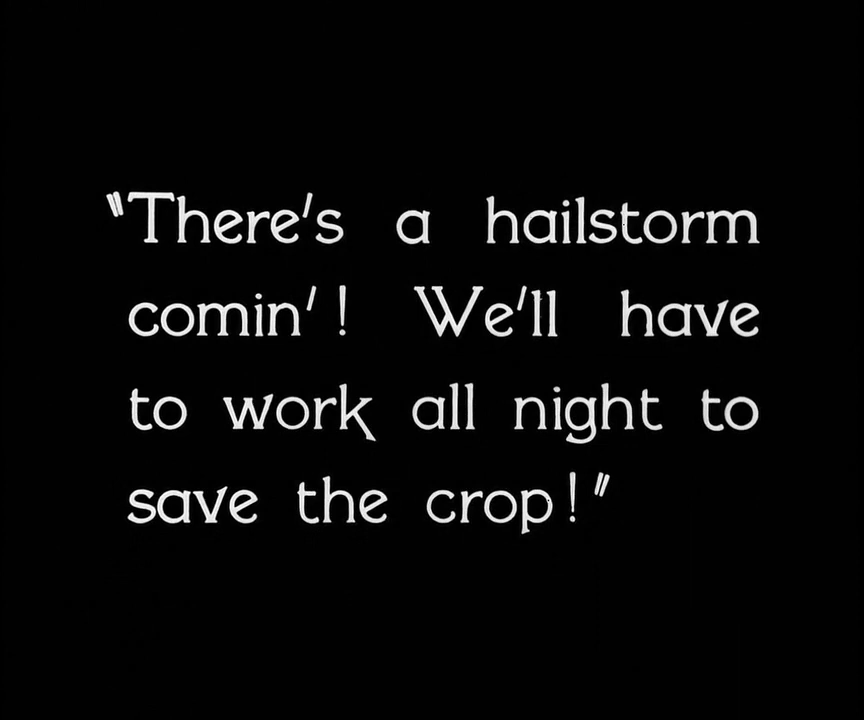 "There's a hailstorm
comin'! We'll have
to work all night to
save the crop!"